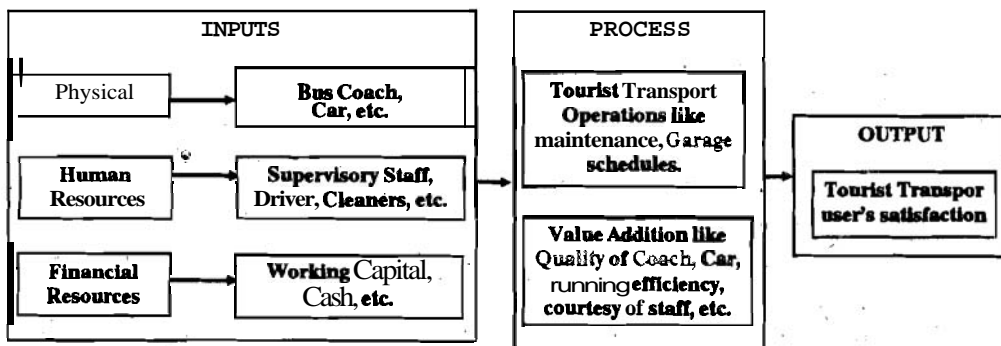 INPUTS
Physical
Bus Coach,
Car, etc.
Human
Resources
Supervisory Staff,
Driver, Cleaners, etc.
Financial
Resources
Working Capital,
Cash, etc.
PROCESS
Tourist Transport
Operations like
maintenance, Garage
schedules.
Value Addition like
Quality of Coach, Car,
running efficiency,
courtesy of staff, etc.
OUTPUT
Tourist Transpor
user's satisfaction